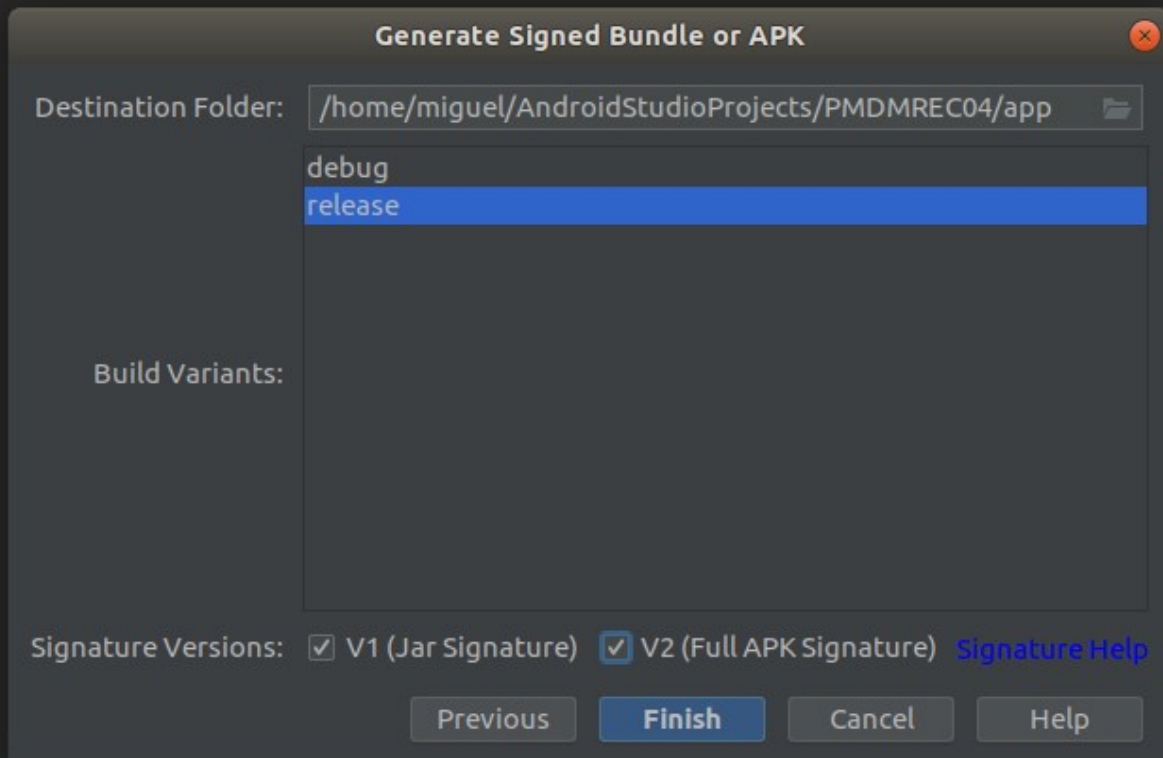 Generate Signed Bundle or APK
Destination Folder: /home/miguel/AndroidStudioProjects/PMDMREC04/app
debug
release
Build Variants:
Signature Versions: V1 (Jar Signature) V2 (Full APK Signature) Signature Help
Previous Finish Cancel Help